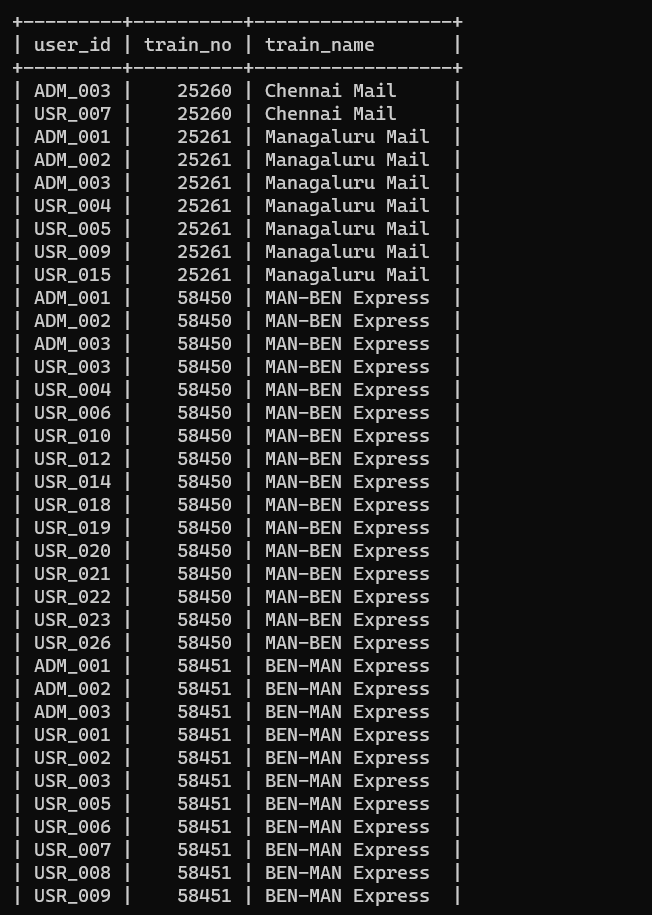 +---------+----------+------------------+
| user_id | train_no | train_name       |
+---------+----------+------------------+
| ADM_003 |    25260 | Chennai Mail     |
| USR_007 |    25260 | Chennai Mail     |
| ADM_001 |    25261 | Managaluru Mail  |
| ADM_002 |    25261 | Managaluru Mail  |
| ADM_003 |    25261 | Managaluru Mail  |
| USR_004 |    25261 | Managaluru Mail  |
| USR_005 |    25261 | Managaluru Mail  |
| USR_009 |    25261 | Managaluru Mail  |
| USR_015 |    25261 | Managaluru Mail  |
| ADM_001 |    58450 | MAN-BEN Express  |
| ADM_002 |    58450 | MAN-BEN Express  |
| ADM_003 |    58450 | MAN-BEN Express  |
| USR_003 |    58450 | MAN-BEN Express  |
| USR_004 |    58450 | MAN-BEN Express  |
| USR_006 |    58450 | MAN-BEN Express  |
| USR_010 |    58450 | MAN-BEN Express  |
| USR_012 |    58450 | MAN-BEN Express  |
| USR_014 |    58450 | MAN-BEN Express  |
| USR_018 |    58450 | MAN-BEN Express  |
| USR_019 |    58450 | MAN-BEN Express  |
| USR_020 |    58450 | MAN-BEN Express  |
| USR_021 |    58450 | MAN-BEN Express  |
| USR_022 |    58450 | MAN-BEN Express  |
| USR_023 |    58450 | MAN-BEN Express  |
| USR_026 |    58450 | MAN-BEN Express  |
| ADM_001 |    58451 | BEN-MAN Express  |
| ADM_002 |    58451 | BEN-MAN Express  |
| ADM_003 |    58451 | BEN-MAN Express  |
| USR_001 |    58451 | BEN-MAN Express  |
| USR_002 |    58451 | BEN-MAN Express  |
| USR_003 |    58451 | BEN-MAN Express  |
| USR_005 |    58451 | BEN-MAN Express  |
| USR_006 |    58451 | BEN-MAN Express  |
| USR_007 |    58451 | BEN-MAN Express  |
| USR_008 |    58451 | BEN-MAN Express  |
| USR_009 |    58451 | BEN-MAN Express  |